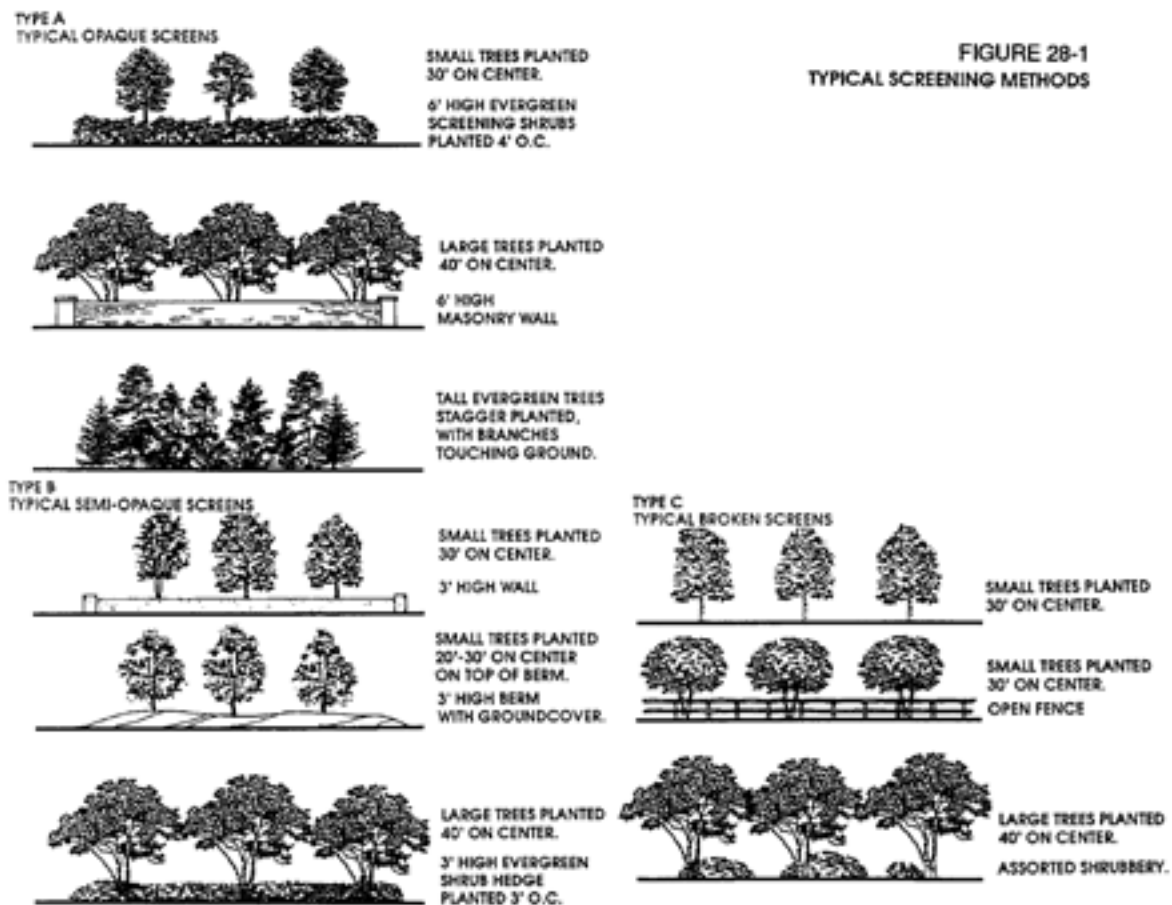 TYPE A
TYPICAL OPAQUE SCREENS
SMALL TREES PLANTED
30' ON CENTER.
6' HIGH EVERGREEN
SCREENING SHRUBS
PLANTED 4' O.C.
FIGURE 28-1
TYPICAL SCREENING METHODS
LARGE TREES PLANTED
40' ON CENTER.
6' HIGH
MASONRY WALL
TALL EVERGREEN TREES
STAGGER PLANTED,
WITH BRANCHES
TOUCHING GROUND.
TYPE B
TYPICAL SEMI-OPAQUE SCREENS
SMALL TREES PLANTED
30' ON CENTER.
3' HIGH WALL
SMALL TREES PLANTED
20'-30' ON CENTER
ON TOP OF BERM.
3' HIGH BERM
WITH GROUNDCOVER.
LARGE TREES PLANTED
40' ON CENTER.
3' HIGH EVERGREEN
SHRUB HEDGE
PLANTED 3' O.C.
TYPE C
TYPICAL BROKEN SCREENS
SMALL TREES PLANTED
30' ON CENTER.
SMALL TREES PLANTED
30' ON CENTER.
OPEN FENCE
LARGE TREES PLANTED
40' ON CENTER.
ASSORTED SHRUBBERY.